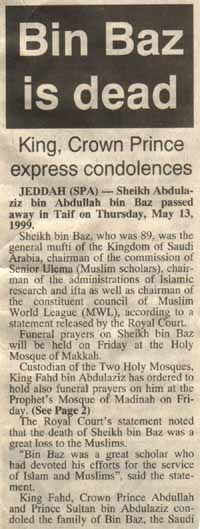 Bin Baz
is dead
King, Crown Prince
express condolences
JEDDAH (SPA) — Sheikh Abdula-
ziz bin Abdullah bin Baz passed
away in Taif on Thursday, May 13,
1999.
Sheikh bin Baz, who was 89, was the
general mufti of the Kingdom of Saudi
Arabia, chairman of the commission of
Senior Ulema (Muslim scholars), chair-
man of the administrations of Islamic
research and ifta as well as chairman of
the constituent council of Muslim
World League (MWL), according to a
statement released by the Royal Court.
Funeral prayers on Sheikh bin Baz
will be held on Friday at the Holy
Mosque of Makkah.
Custodian of the Two Holy Mosques,
King Fahd bin Abdulaziz has ordered to
hold also funeral prayers on him at the
Prophet's Mosque of Madinah on Fri-
day. (See Page 2)
The Royal Court's statement noted
that the death of Sheikh bin Baz was a
great loss to the Muslims.
"Bin Baz was a great scholar who
had devoted his efforts for the service
of Islam and Muslims", said the state-
ment.
King Fahd, Crown Prince Abdullah
and Prince Sultan bin Abdulaziz con-
doled the family of Bin Baz, the Saudi